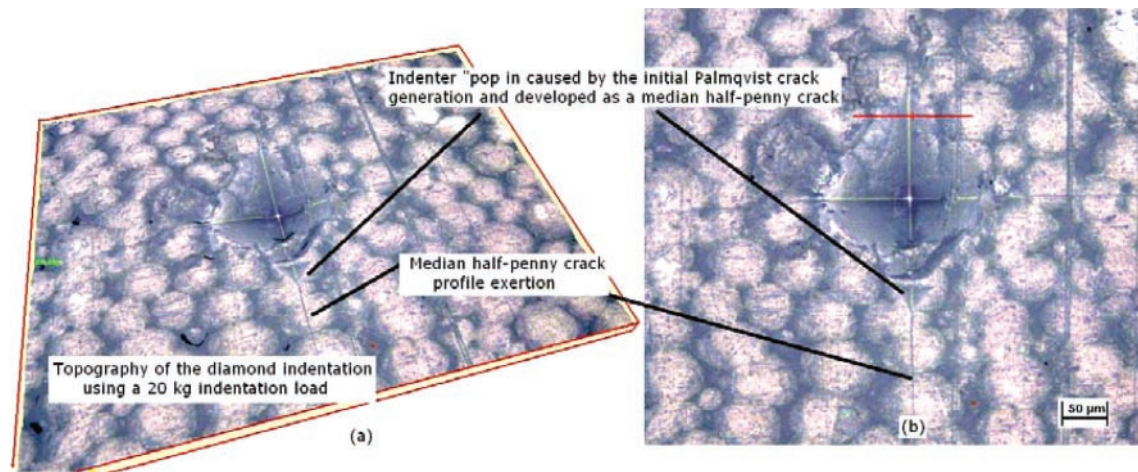 Indenter "pop in caused by the initial Palmqvist crack
generation and developed as a median half-penny crack
Median half-penny crack
profile exertion
Topography of the diamond indentation
using a 20 kg indentation load
(a)
(b)
50 µm